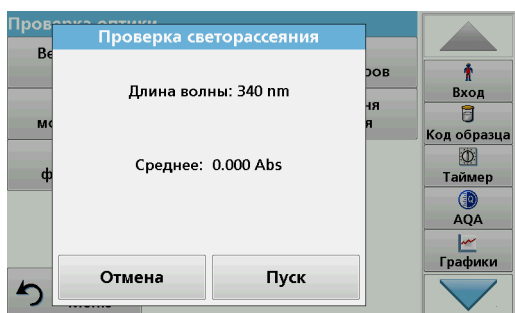 Проверка оптики
Проверка светорассеяния
Длина волны: 340 nm
Среднее: 0.000 Abs
Отмена
Пуск
Вход
Код образца
Таймер
AQA
Графики